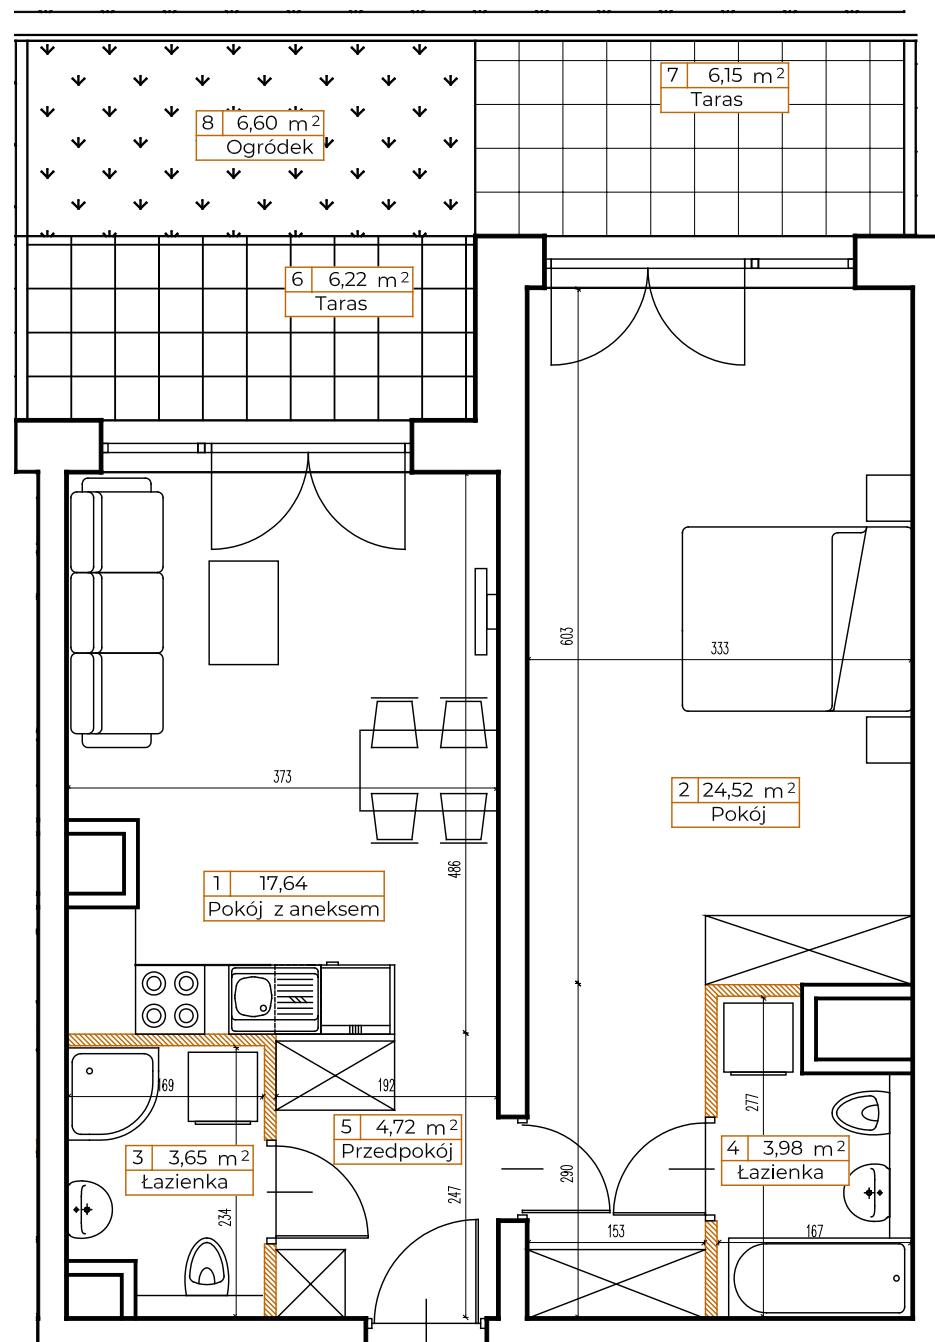 7 6,15 m²
Taras
8 6,60 m²
Ogródek
6 6,22 m²
Taras
603
333
373
2 24,52 m²
Pokój
486
1 17,64
Pokój z aneksem
169
192
277
5 4,72 m²
Przedpokój
3 3,65 m²
Łazienka
4 3,98 m²
Łazienka
290
247
234
153
167